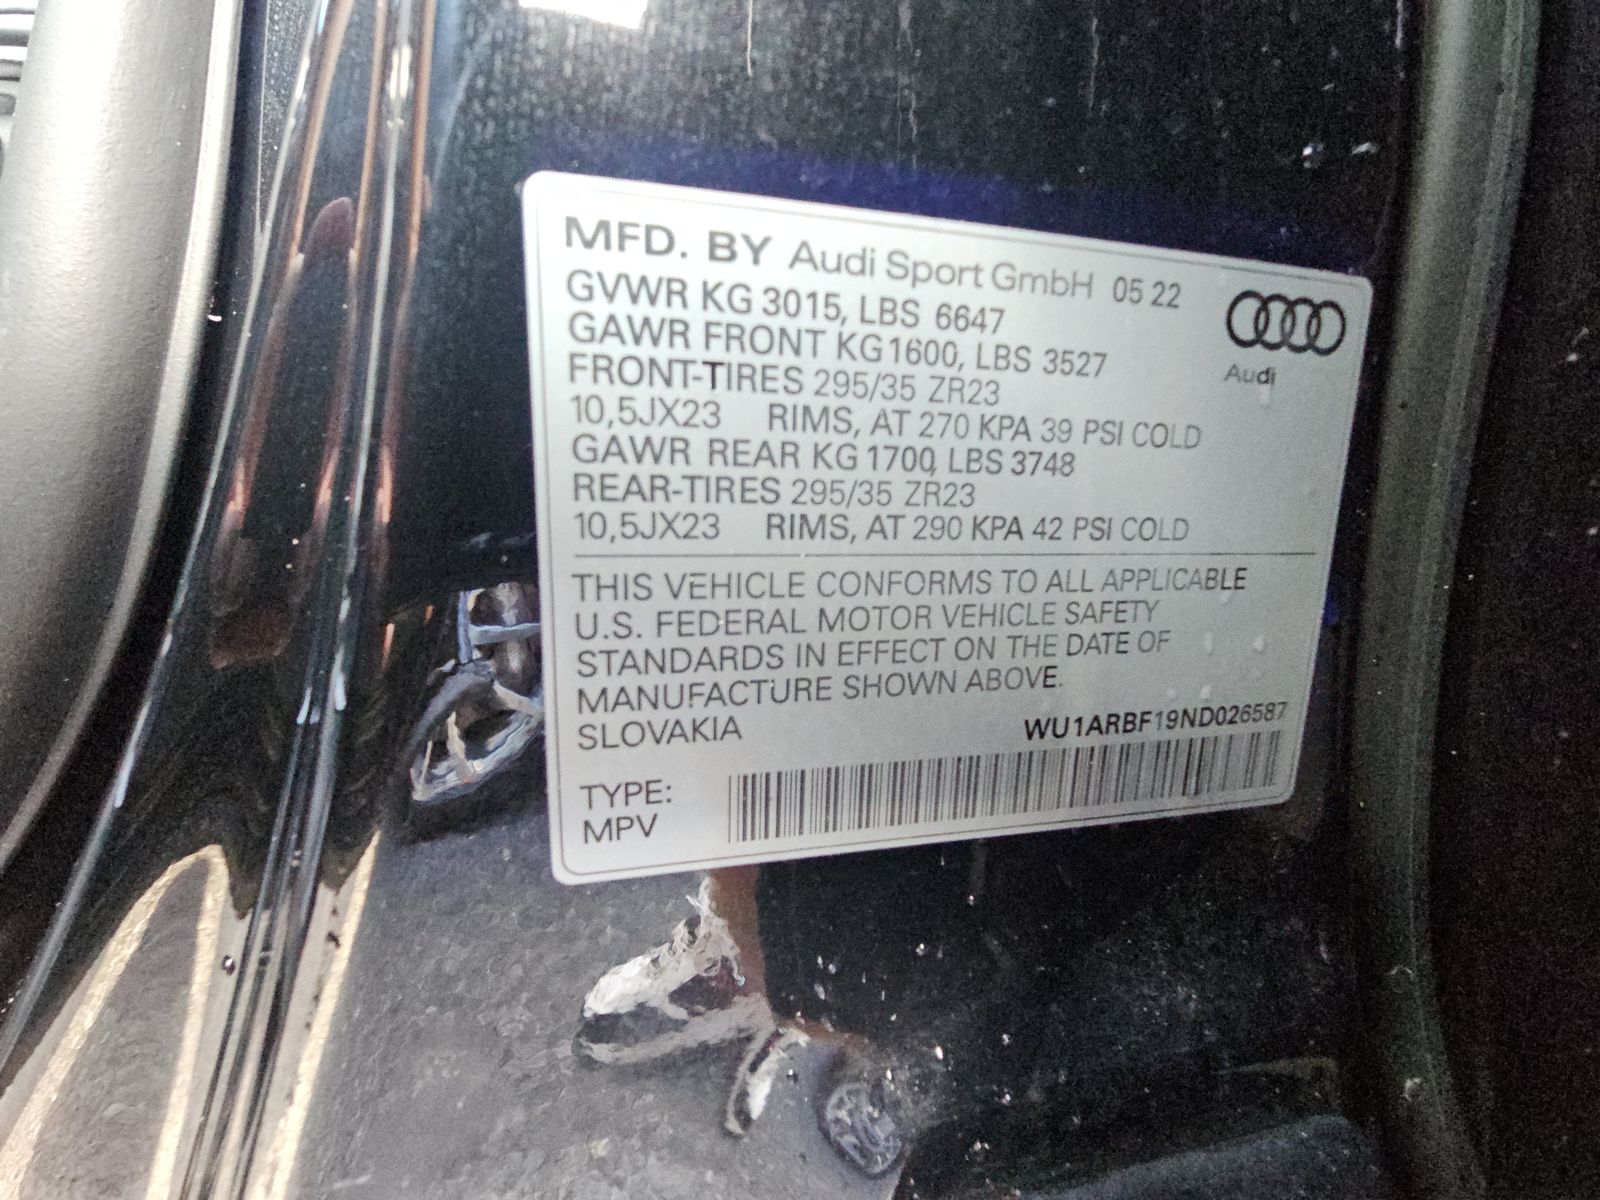 MFD. BY Audi Sport GmbH 05 22
GVWR KG 3015, LBS 6647
GAWR FRONT KG1600, LBS 3527
FRONT-TIRES 295/35 ZR23
10,5JX23 RIMS, AT 270 KPA 39 PSI COLD
GAWR REAR KG 1700, LBS 3748
REAR-TIRES 295/35 ZR23
10,5JX23 RIMS, AT 290 KPA 42 PSI COLD
Audi
THIS VEHICLE CONFORMS TO ALL APPLICABLE
U.S. FEDERAL MOTOR VEHICLE SAFETY
STANDARDS IN EFFECT ON THE DATE OF
MANUFACTURE SHOWN ABOVE.
SLOVAKIA
WU1ARBF19ND026587
TYPE:
MPV